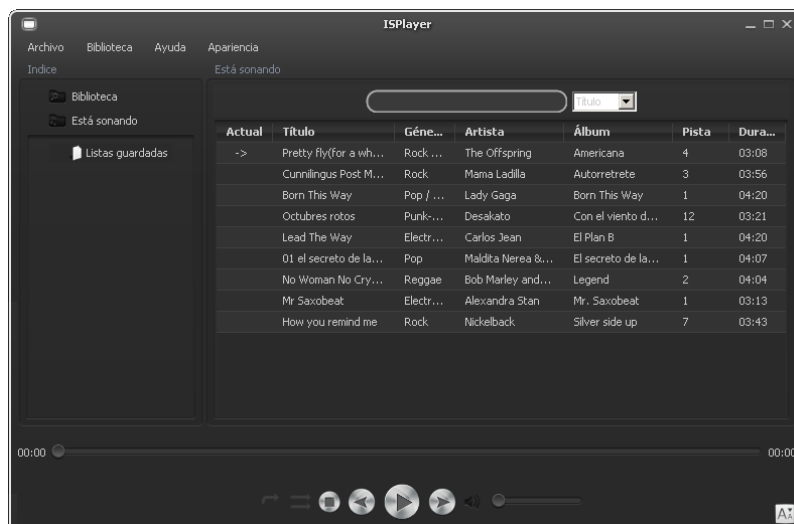 ISPlayer
Archivo Biblioteca Ayuda Apariencia
Indice Está sonando
Biblioteca
Está sonando
Listas guardadas
Título
Actual Título Géne... Artista Álbum Pista Dura...
-> Pretty fly(for a wh... Rock ... The Offspring Americana 4 03:08
Cunnilingus Post M... Rock Mama Ladilla Autorretrete 3 03:56
Born This Way Pop / ... Lady Gaga Born This Way 1 04:20
Octubres rotos Punk-... Desakato Con el viento d... 12 03:21
Lead The Way Electr... Carlos Jean El Plan B 1 04:20
01 el secreto de la... Pop Maldita Nerea &... El secreto de la... 1 04:07
No Woman No Cry... Reggae Bob Marley and... Legend 2 04:04
Mr Saxobeat Electr... Alexandra Stan Mr. Saxobeat 1 03:13
How you remind me Rock Nickelback Silver side up 7 03:43
00:00 00:00